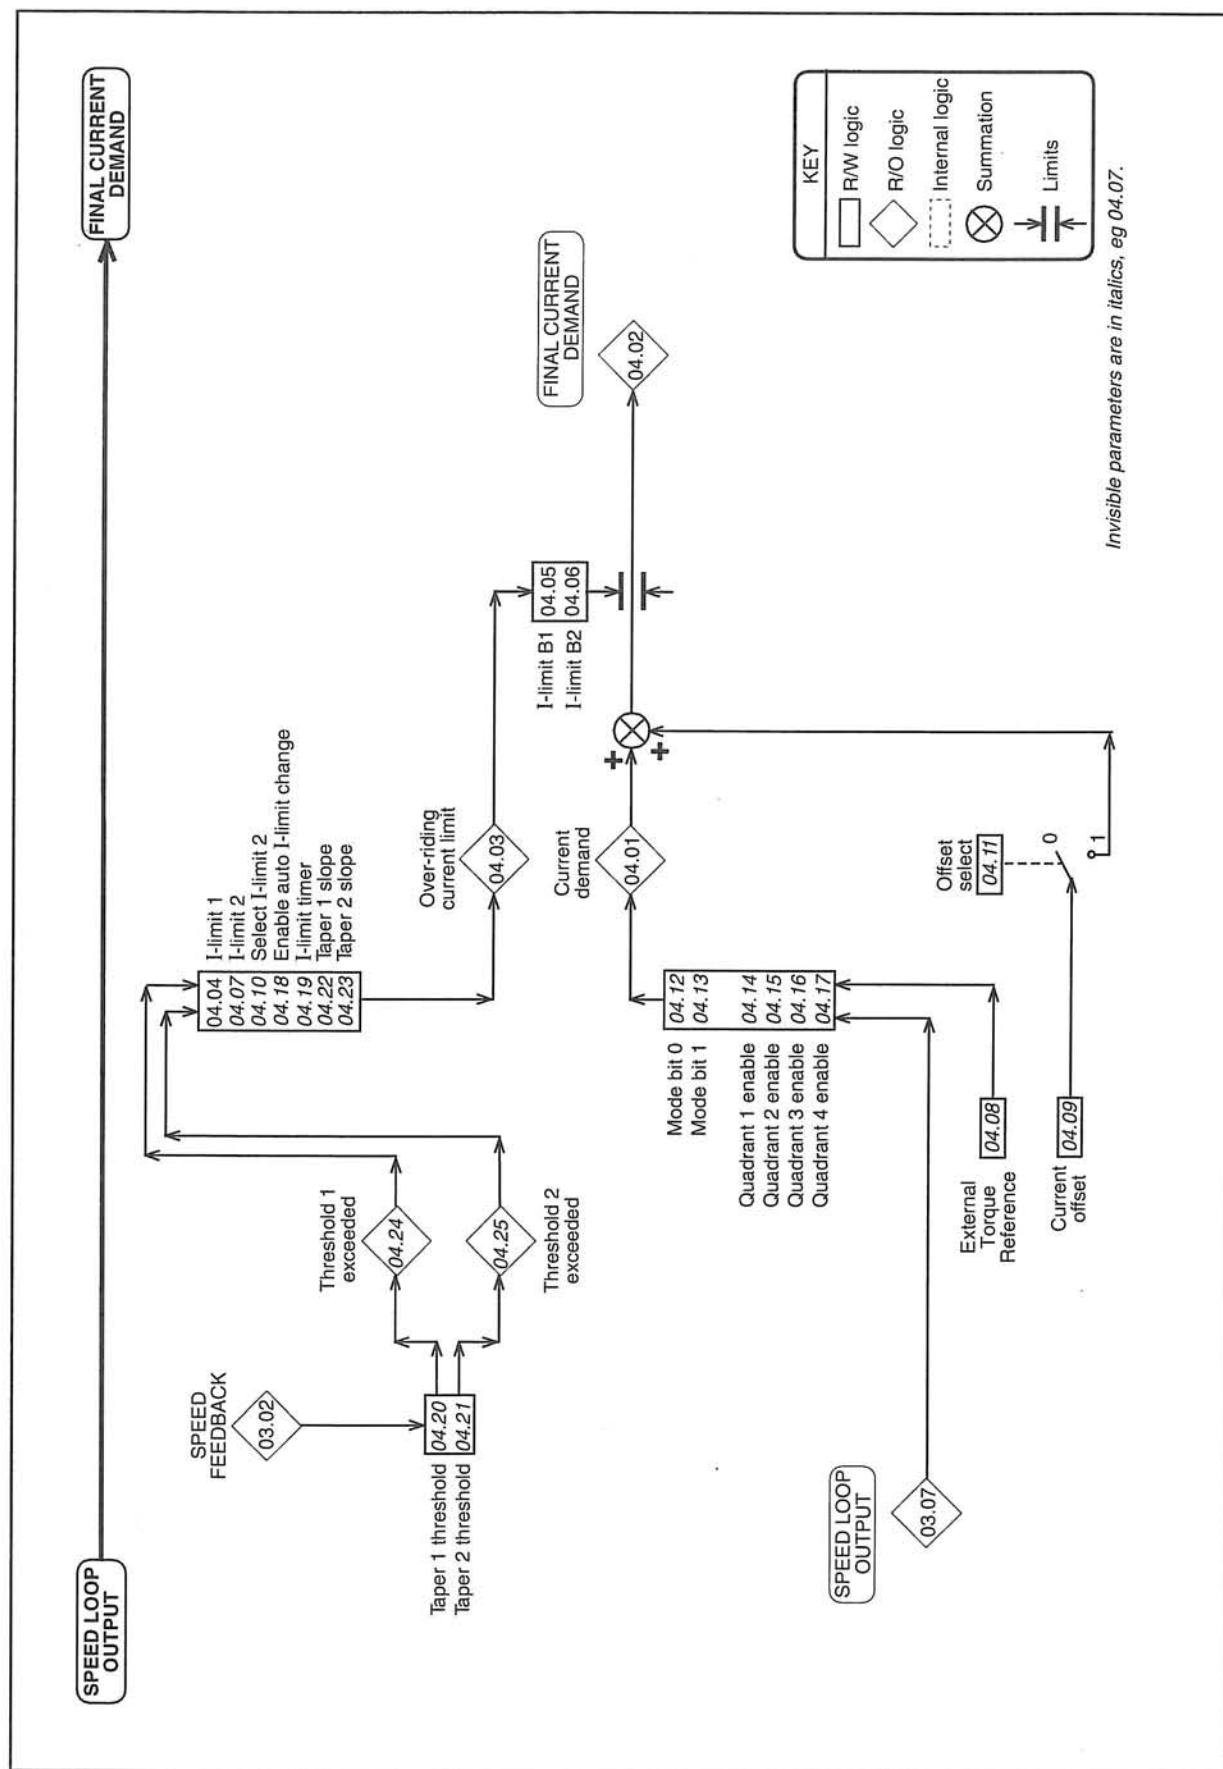 SPEED LOOP
OUTPUT
FINAL CURRENT
DEMAND
SPEED
FEEDBACK
03.02
Taper 1 threshold
04.20
Taper 2 threshold
04.21
Threshold 1
exceeded
04.24
04.25
Threshold 2
exceeded
04.04 I-limit 1
04.07 I-limit 2
04.10 Select I-limit 2
04.18 Enable auto I-limit change
04.19 I-limit timer
04.22 Taper 1 slope
04.23 Taper 2 slope
Over-riding
current limit
04.03
I-limit B1 04.05
I-limit B2 04.06
FINAL CURRENT
DEMAND
04.02
Current
demand
04.01
+
+
Mode bit 0 04.12
Mode bit 1 04.13
Quadrant 1 enable 04.14
Quadrant 2 enable 04.15
Quadrant 3 enable 04.16
Quadrant 4 enable 04.17
SPEED LOOP
OUTPUT
03.07
External
Torque
Reference
04.08
Current
offset
04.09
Offset
select
04.11
0
1
KEY
R/W logic
R/O logic
Internal logic
Summation
Limits
Invisible parameters are in italics, eg 04.07.